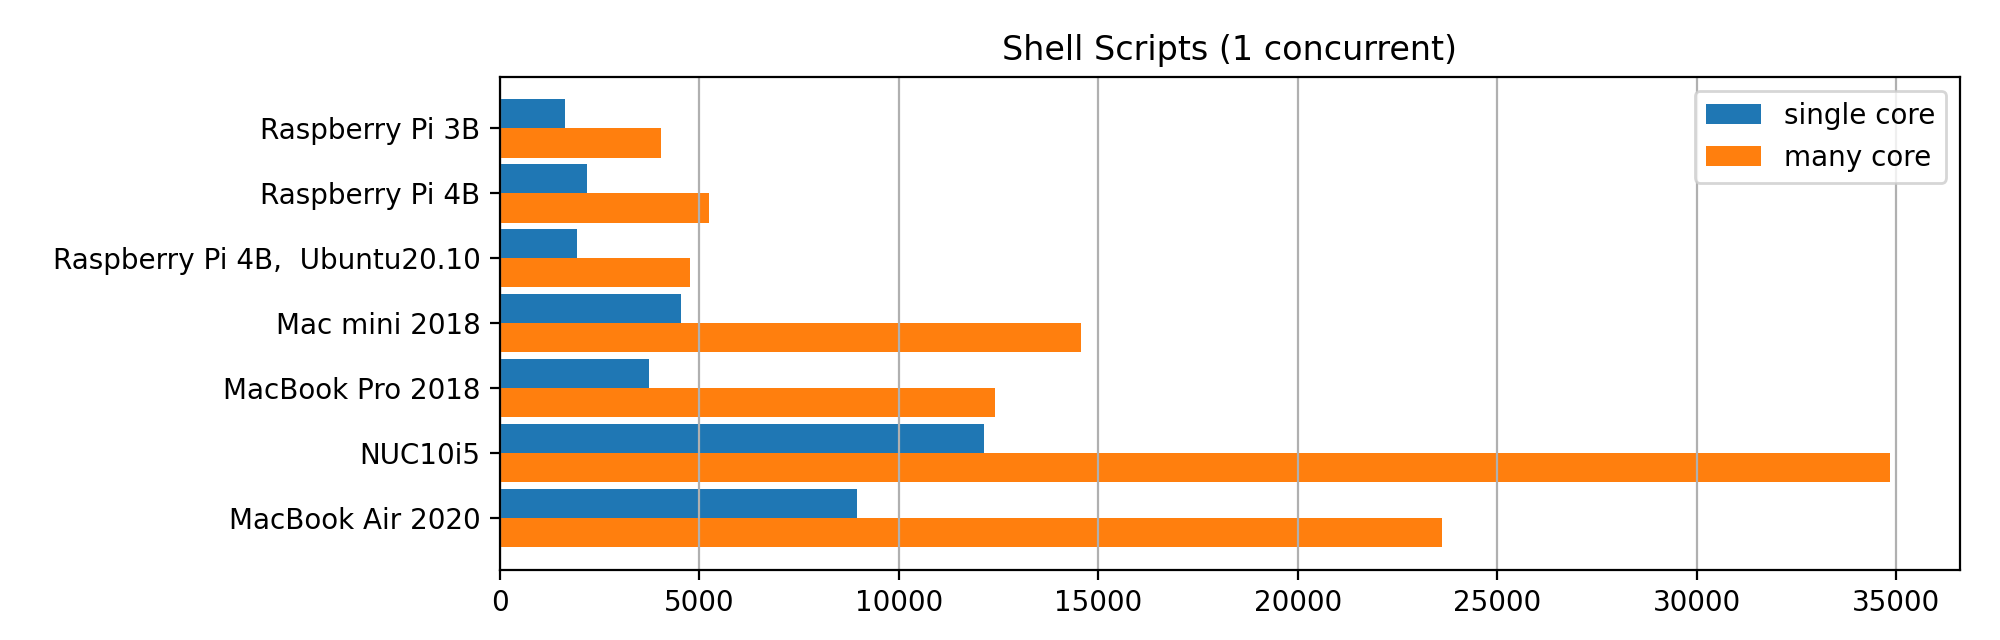 Shell Scripts (1 concurrent)
single core
many core
Raspberry Pi 3B
Raspberry Pi 4B
Raspberry Pi 4B,  Ubuntu20.10
Mac mini 2018
MacBook Pro 2018
NUC10i5
MacBook Air 2020
0 5000 10000 15000 20000 25000 30000 35000